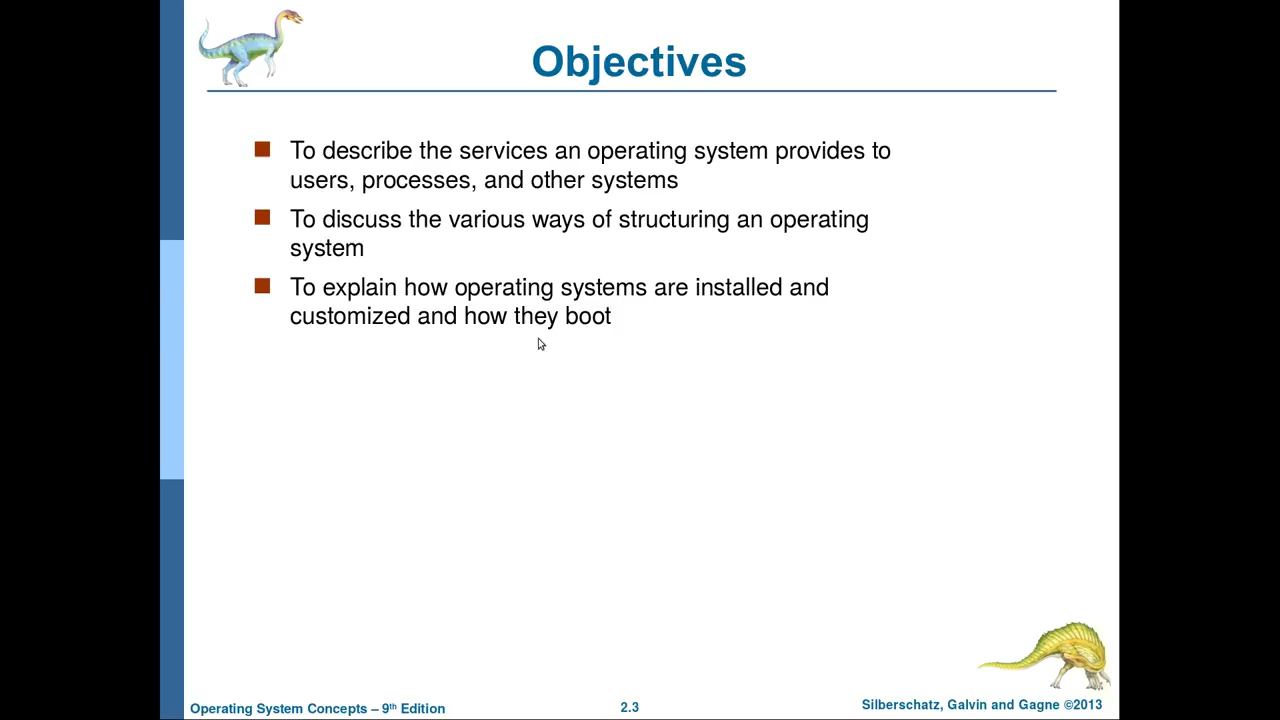 Objectives
To describe the services an operating system provides to
users, processes, and other systems
To discuss the various ways of structuring an operating
system
To explain how operating systems are installed and
customized and how they boot
Operating System Concepts – 9th Edition
2.3
Silberschatz, Galvin and Gagne ©2013